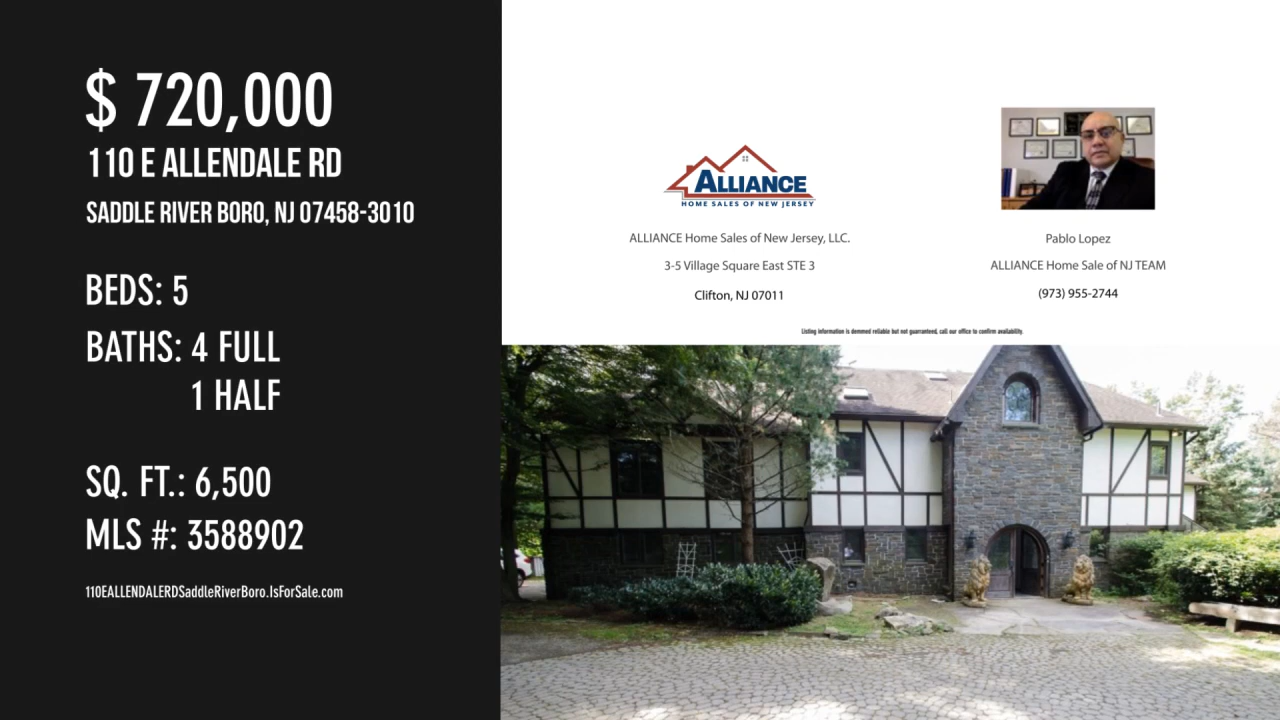 $ 720,000
110 E ALLENDALE RD
SADDLE RIVER BORO, NJ 07458-3010
BEDS: 5
BATHS: 4 FULL
1 HALF
SQ. FT.: 6,500
MLS #: 3588902
110EALLENDALERDSaddleRiverBoro.IsForSale.com
ALLIANCE
HOME SALES OF NEW JERSEY
ALLIANCE Home Sales of New Jersey, LLC.
3-5 Village Square East STE 3
Clifton, NJ 07011
Pablo Lopez
ALLIANCE Home Sale of NJ TEAM
(973) 955-2744
Listing information is demmed reliable but not guarranteed, call our office to confirm availability.